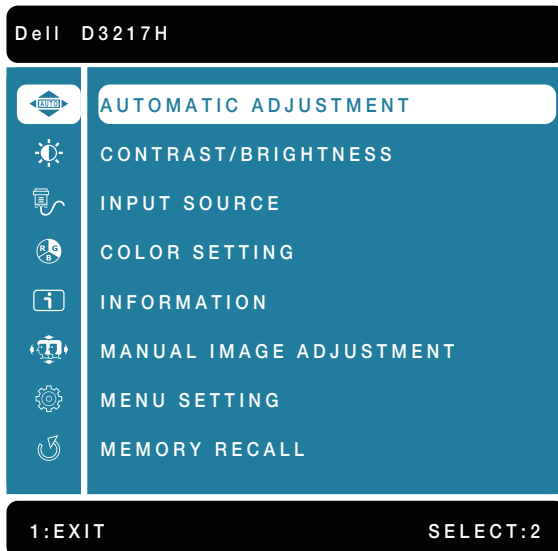 Dell D3217H
AUTO
AUTOMATIC ADJUSTMENT
CONTRAST/BRIGHTNESS
INPUT SOURCE
R G
B
COLOR SETTING
i
INFORMATION
MANUAL IMAGE ADJUSTMENT
MENU SETTING
MEMORY RECALL
1:EXIT SELECT:2